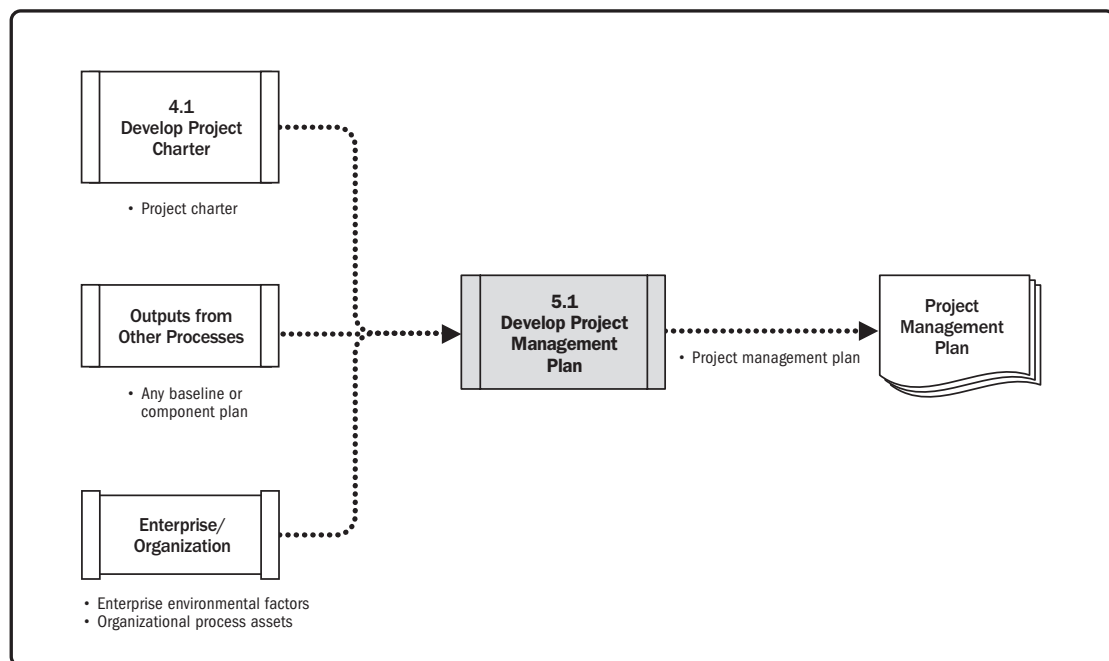 4.1
Develop Project
Charter
• Project charter
Outputs from
Other Processes
• Any baseline or
component plan
Enterprise/
Organization
• Enterprise environmental factors
• Organizational process assets
5.1
Develop Project
Management
Plan
• Project management plan
Project
Management
Plan